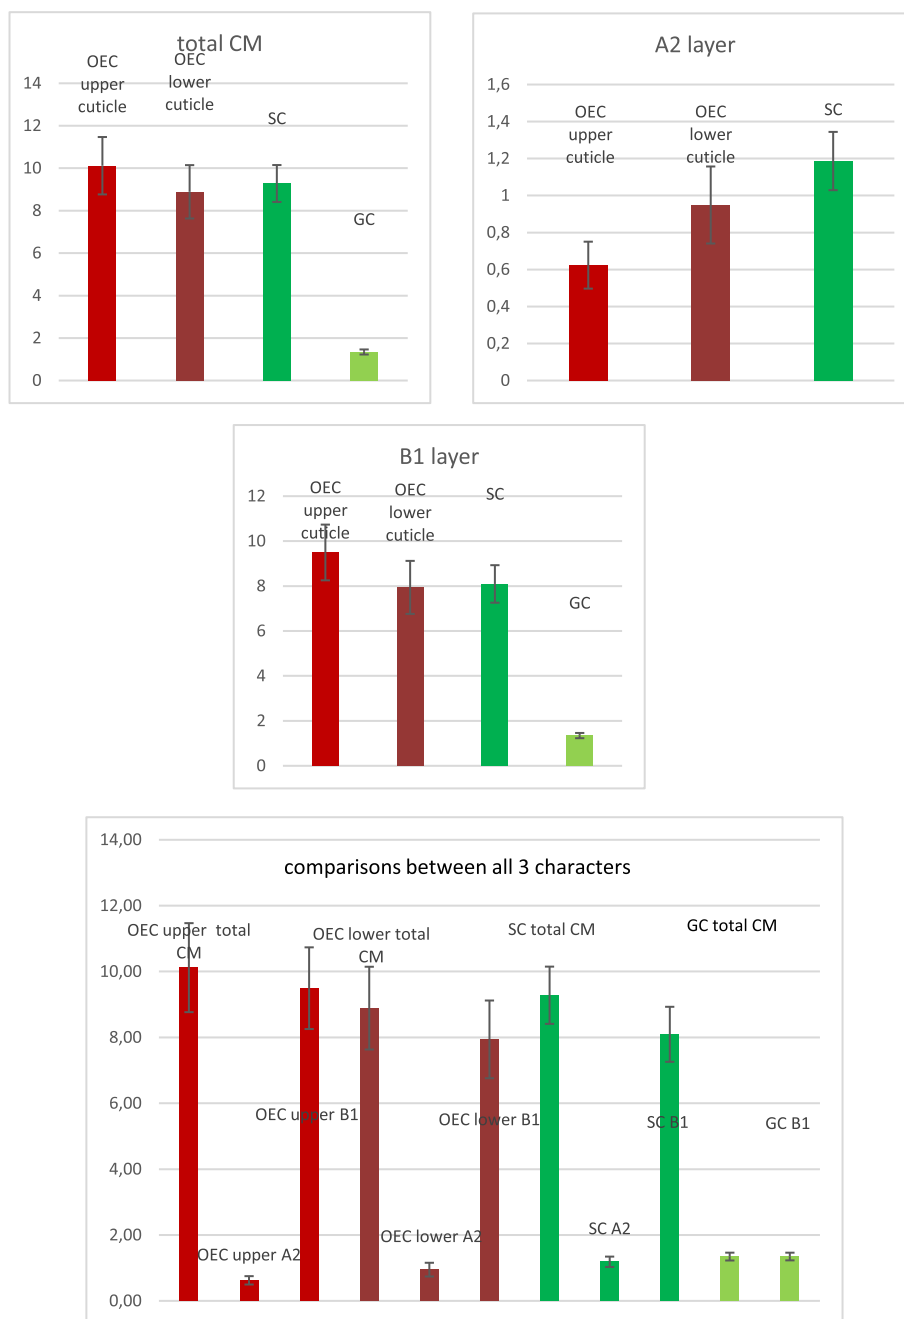 total CM
OEC
upper
cuticle
OEC
lower
cuticle
SC
GC
14
12
10
8
6
4
2
0
A2 layer
OEC
upper
cuticle
OEC
lower
cuticle
SC
1,6
1,4
1,2
1
0,8
0,6
0,4
0,2
0
B1 layer
OEC
upper
cuticle
OEC
lower
cuticle
SC
GC
12
10
8
6
4
2
0
comparisons between all 3 characters
14,00
12,00
10,00
8,00
6,00
4,00
2,00
0,00
OEC upper  total
CM
OEC upper A2
OEC upper B1
OEC lower total
CM
OEC lower A2
OEC lower B1
SC total CM
SC A2
SC B1
GC total CM
GC B1